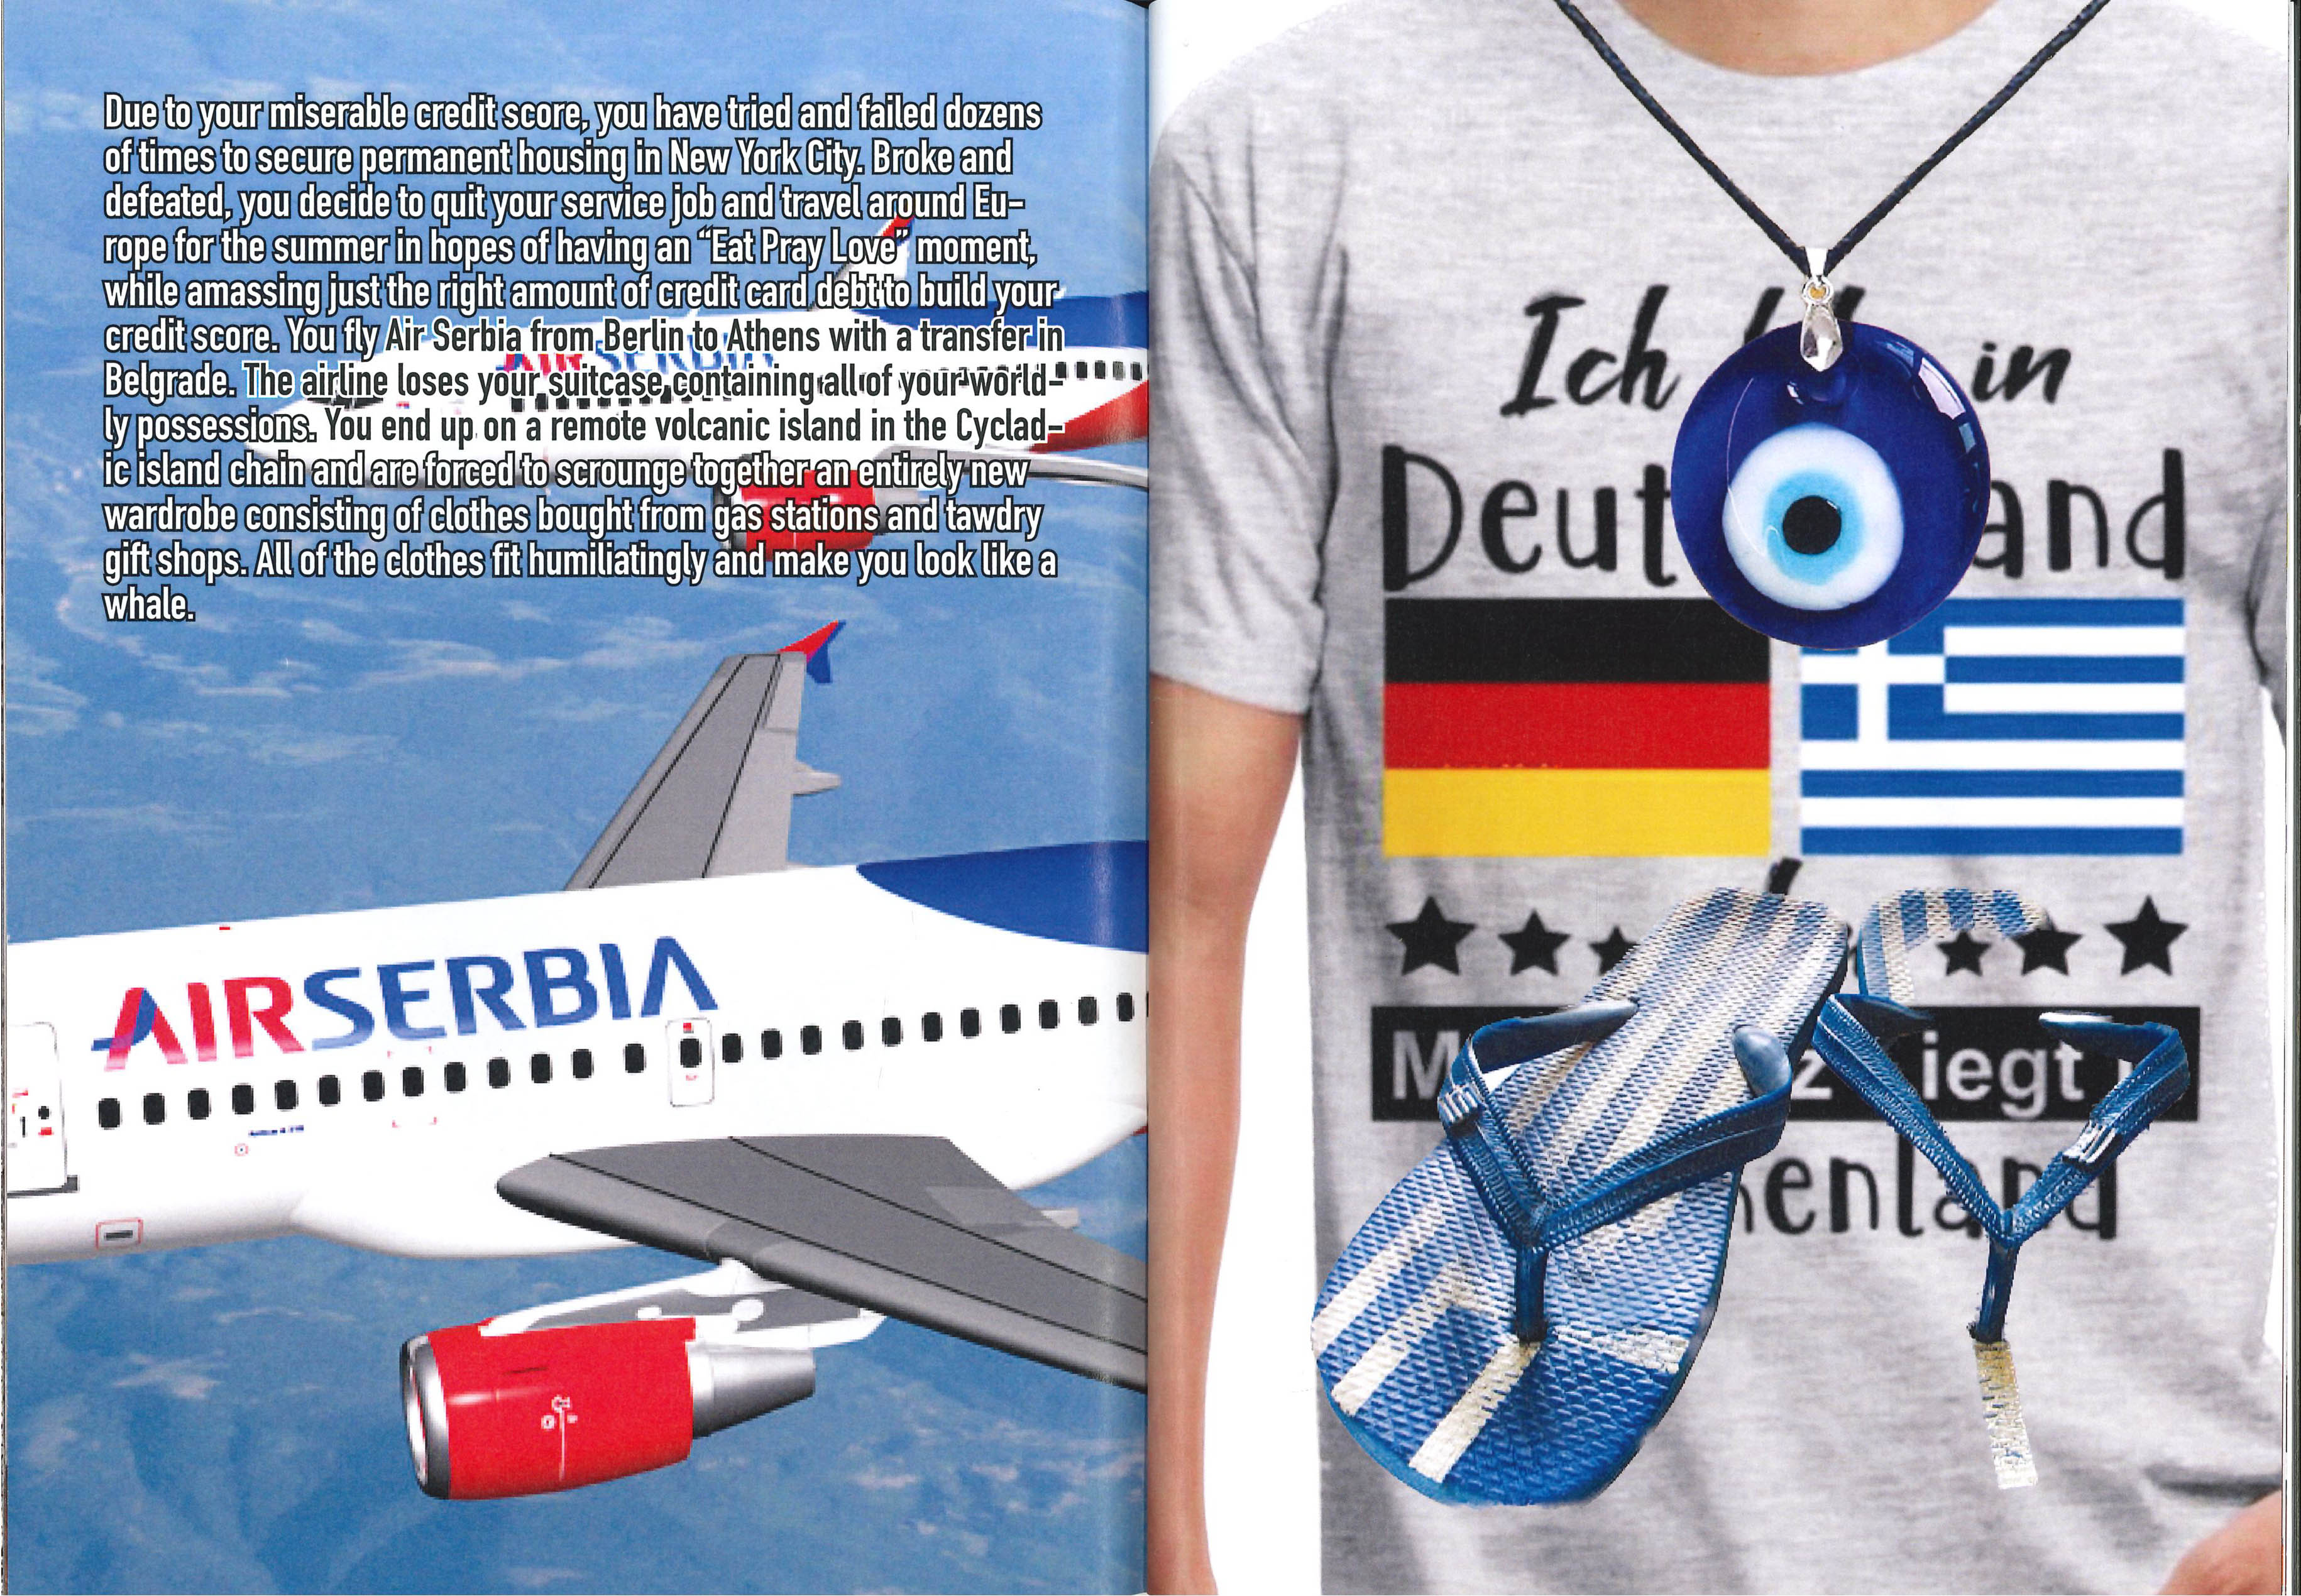 Due to your miserable credit score, you have tried and failed dozens
of times to secure permanent housing in New York City. Broke and
defeated, you decide to quit your service job and travel around Eu-
rope for the summer in hopes of having an “Eat Pray Love” moment,
while amassing just the right amount of credit card debt to build your
credit score. You fly Air Serbia from Berlin to Athens with a transfer in
Belgrade. The airline loses your suitcase containing all of your world-
ly possessions. You end up on a remote volcanic island in the Cyclad-
ic island chain and are forced to scrounge together an entirely new
wardrobe consisting of clothes bought from gas stations and tawdry
gift shops. All of the clothes fit humiliatingly and make you look like a
whale.
AIR SERBIA
AIRSERBIA
1
Ich in
Deut and
M z iegt
enland